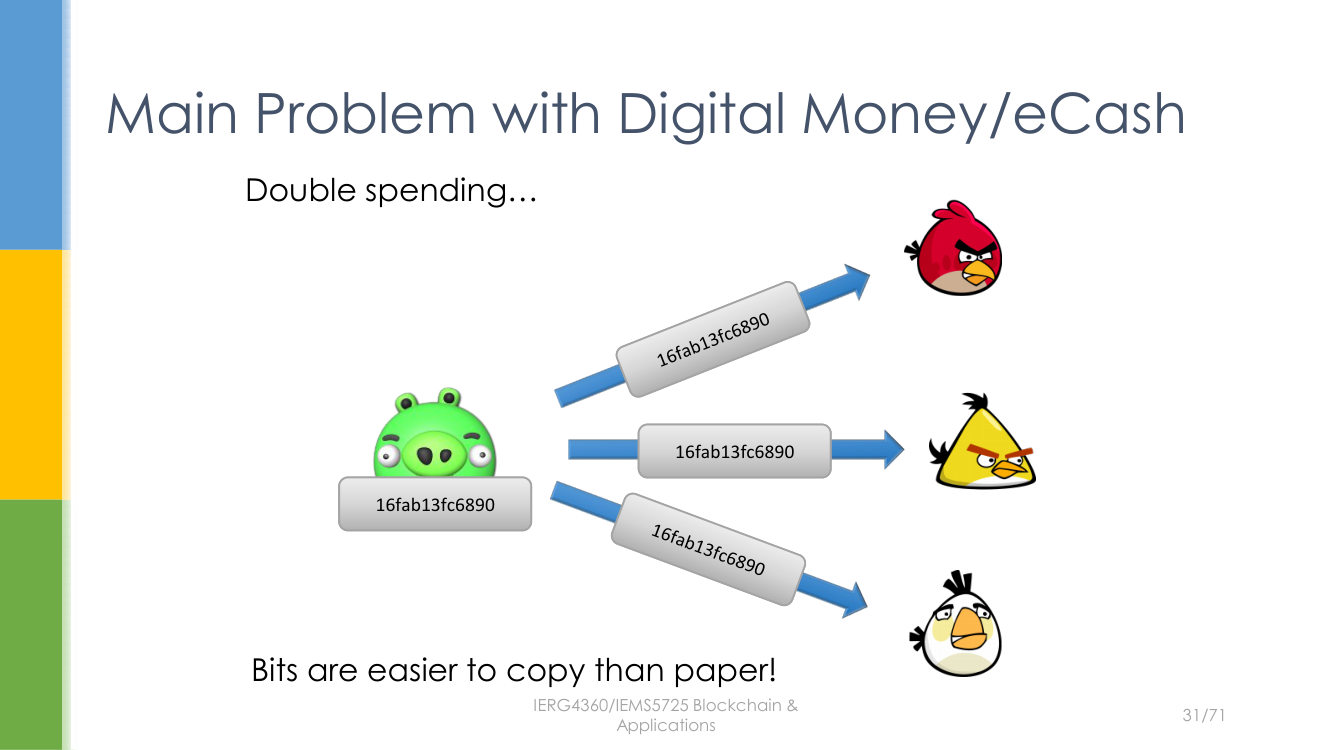 Main Problem with Digital Money/eCash
Double spending…
16fab13fc6890
16fab13fc6890
16fab13fc6890
16fab13fc6890
Bits are easier to copy than paper!
IERG4360/IEMS5725 Blockchain &
Applications
31/71